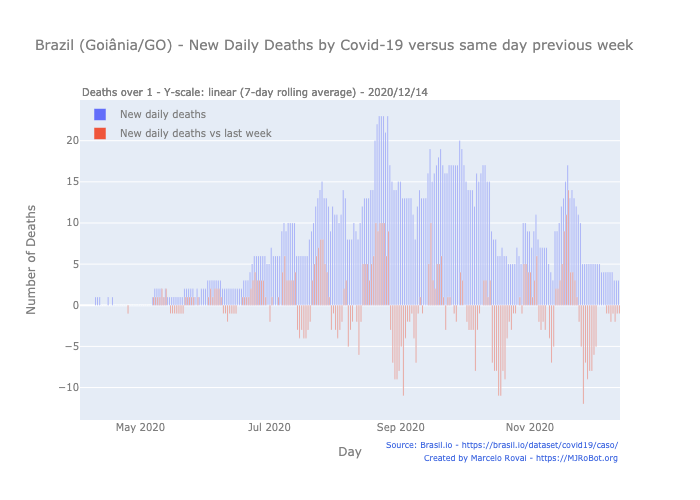 Brazil (Goiânia/GO) - New Daily Deaths by Covid-19 versus same day previous week
Deaths over 1 - Y-scale: linear (7-day rolling average) - 2020/12/14
New daily deaths
New daily deaths vs last week
20
15
10
5
0
−5
−10
Number of Deaths
May 2020
Jul 2020
Sep 2020
Nov 2020
Day
Source: Brasil.io - https://brasil.io/dataset/covid19/caso/
Created by Marcelo Rovai - https://MJRoBot.org